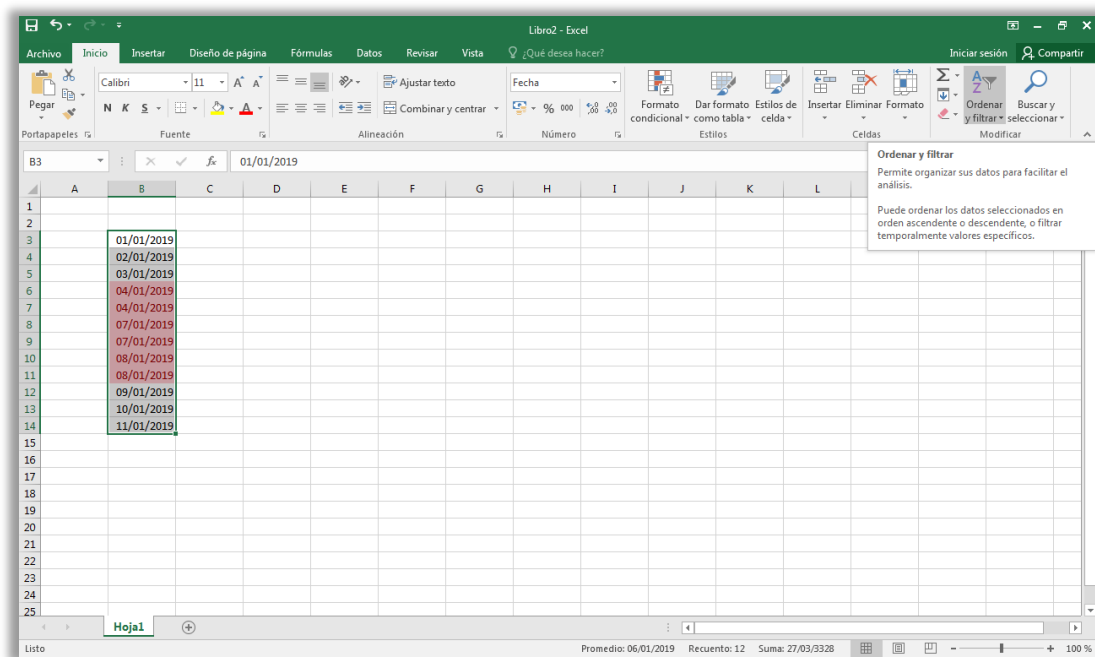 Libro2 - Excel
Archivo Inicio Insertar Diseño de página Fórmulas Datos Revisar Vista ¿Qué desea hacer? Iniciar sesión Compartir
Pegar
Calibri 11 A A
N K S A
Ajustar texto
Combinar y centrar
Fecha
% 000
Formato condicional
Dar formato como tabla
Estilos de celda
Insertar Eliminar Formato
Ordenar y filtrar
Buscar y seleccionar
Portapapeles Fuente Alineación Número Estilos Celdas Modificar
B3 fx 01/01/2019
Ordenar y filtrar
Permite organizar sus datos para facilitar el
análisis.
Puede ordenar los datos seleccionados en
orden ascendente o descendente, o filtrar
temporalmente valores específicos.
A B C D E F G H I J K L
1
2
3 01/01/2019
4 02/01/2019
5 03/01/2019
6 04/01/2019
7 04/01/2019
8 07/01/2019
9 07/01/2019
10 08/01/2019
11 08/01/2019
12 09/01/2019
13 10/01/2019
14 11/01/2019
15
16
17
18
19
20
21
22
23
24
25
Hoja1
Listo Promedio: 06/01/2019 Recuento: 12 Suma: 27/03/3328 100 %